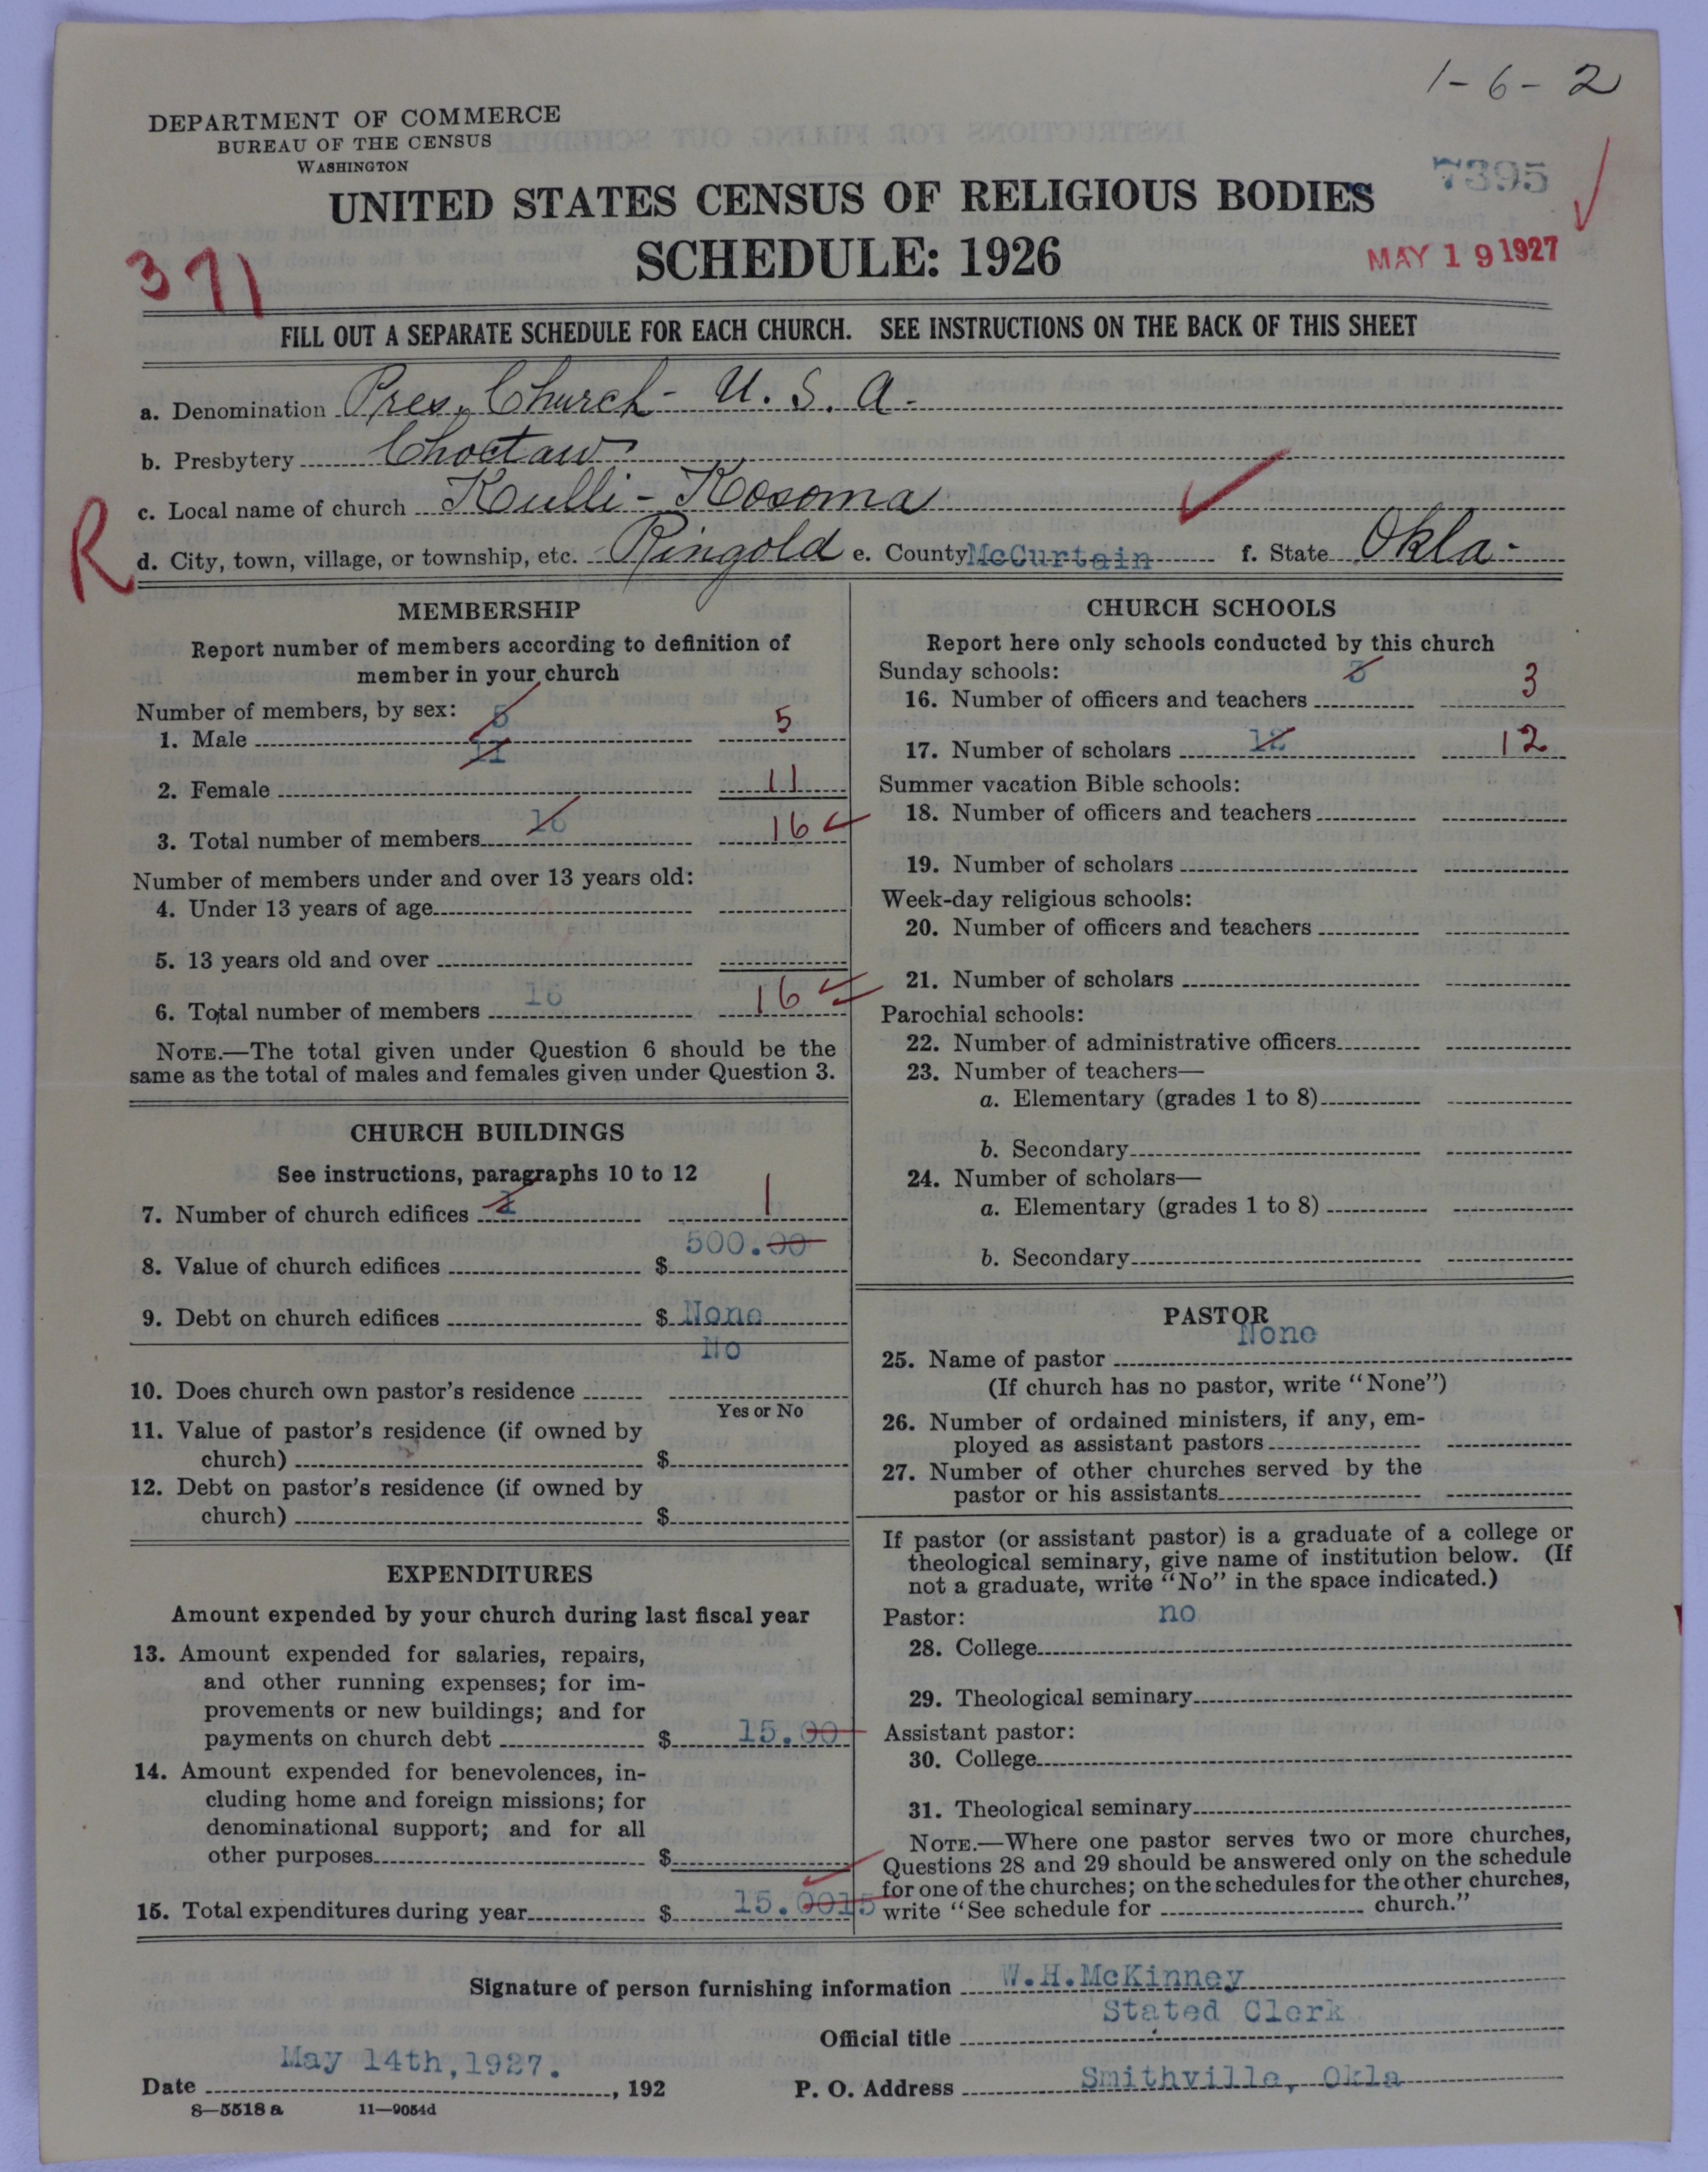 1-6-2
DEPARTMENT OF COMMERCE
BUREAU OF THE CENSUS
WASHINGTON
7395
UNITED STATES CENSUS OF RELIGIOUS BODIES
SCHEDULE: 1926
MAY 19 1927
371
FILL OUT A SEPARATE SCHEDULE FOR EACH CHURCH. SEE INSTRUCTIONS ON THE BACK OF THIS SHEET
a. Denomination Pres. Church - U. S. A.
b. Presbytery Choctaw
c. Local name of church Kulli-Kosoma
R
d. City, town, village, or township, etc. Ringold e. County McCurtain f. State Okla.
MEMBERSHIP
Report number of members according to definition of
member in your church
Number of members, by sex:
1. Male 5 5
2. Female 11 11
3. Total number of members 16 16
Number of members under and over 13 years old:
4. Under 13 years of age
5. 13 years old and over
6. Total number of members 16 16
NOTE.—The total given under Question 6 should be the
same as the total of males and females given under Question 3.
CHURCH BUILDINGS
See instructions, paragraphs 10 to 12
7. Number of church edifices 1 1
8. Value of church edifices $ 500.00
9. Debt on church edifices $ None
No
10. Does church own pastor's residence
Yes or No
11. Value of pastor's residence (if owned by
church) $
12. Debt on pastor's residence (if owned by
church) $
EXPENDITURES
Amount expended by your church during last fiscal year
13. Amount expended for salaries, repairs,
and other running expenses; for im-
provements or new buildings; and for
payments on church debt $ 15.00
14. Amount expended for benevolences, in-
cluding home and foreign missions; for
denominational support; and for all
other purposes $
15. Total expenditures during year $ 15.0015
CHURCH SCHOOLS
Report here only schools conducted by this church
Sunday schools:
16. Number of officers and teachers 3 3
17. Number of scholars 12 12
Summer vacation Bible schools:
18. Number of officers and teachers
19. Number of scholars
Week-day religious schools:
20. Number of officers and teachers
21. Number of scholars
Parochial schools:
22. Number of administrative officers
23. Number of teachers—
a. Elementary (grades 1 to 8)
b. Secondary
24. Number of scholars—
a. Elementary (grades 1 to 8)
b. Secondary
PASTOR
None
25. Name of pastor
(If church has no pastor, write "None")
26. Number of ordained ministers, if any, em-
ployed as assistant pastors
27. Number of other churches served by the
pastor or his assistants
If pastor (or assistant pastor) is a graduate of a college or
theological seminary, give name of institution below. (If
not a graduate, write "No" in the space indicated.)
Pastor: no
28. College
29. Theological seminary
Assistant pastor:
30. College
31. Theological seminary
NOTE.—Where one pastor serves two or more churches,
Questions 28 and 29 should be answered only on the schedule
for one of the churches; on the schedules for the other churches,
write "See schedule for church."
Signature of person furnishing information W.H.McKinney
Official title Stated Clerk
Date May 14th,1927. , 192
P. O. Address Smithville, Okla
8—5518 a 11—9054d